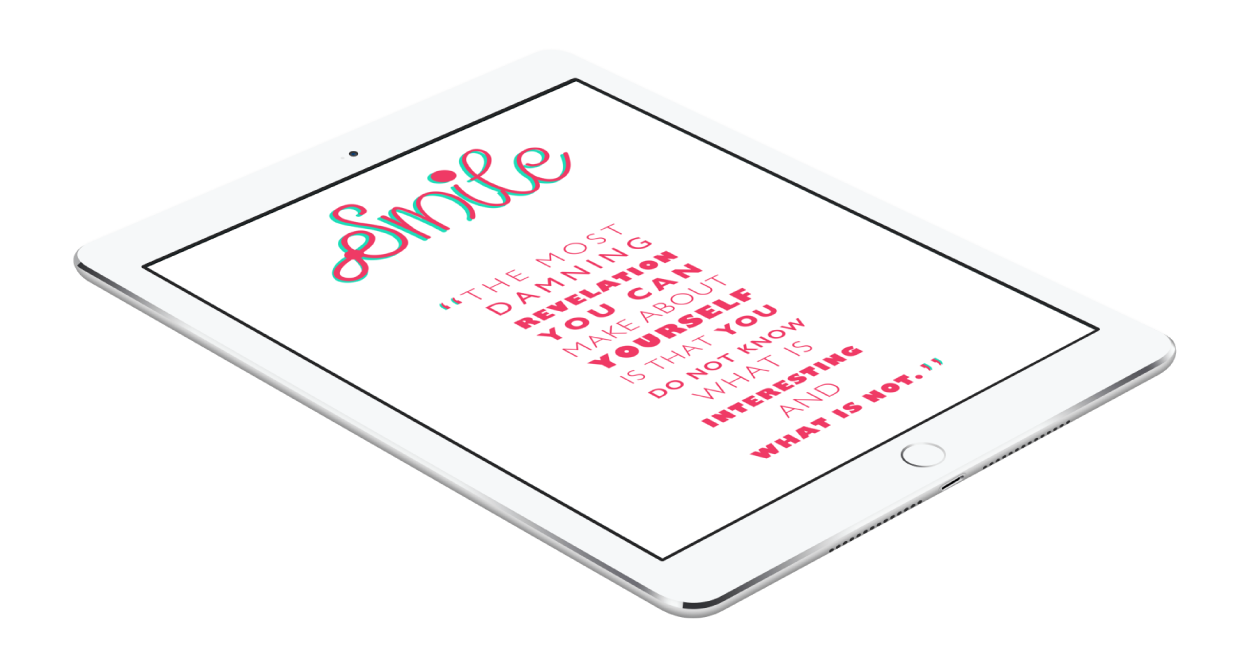 Smile
“THE MOST
DAMNING
REVELATION
YOU CAN
MAKE ABOUT
YOURSELF
IS THAT YOU
DO NOT KNOW
WHAT IS
INTERESTING
AND
WHAT IS NOT.”